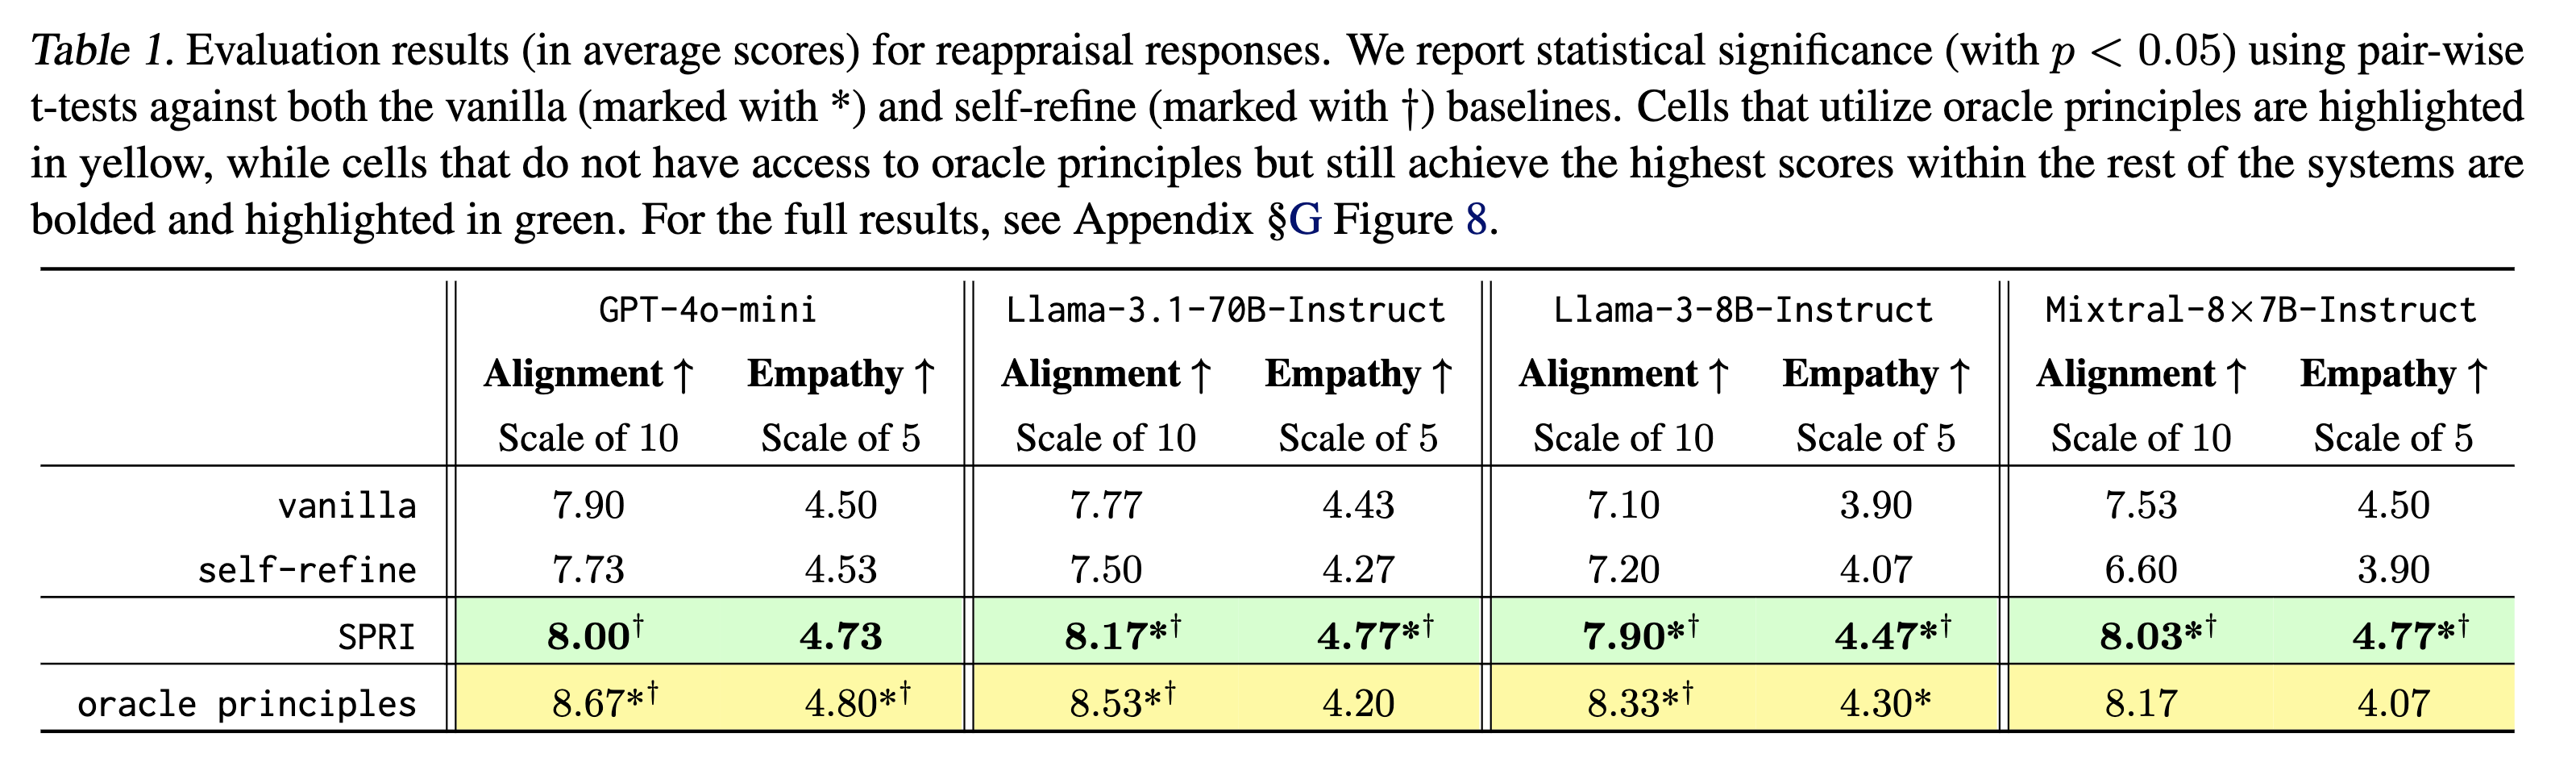 Table 1. Evaluation results (in average scores) for reappraisal responses. We report statistical significance (with p < 0.05) using pair-wise
t-tests against both the vanilla (marked with *) and self-refine (marked with †) baselines. Cells that utilize oracle principles are highlighted
in yellow, while cells that do not have access to oracle principles but still achieve the highest scores within the rest of the systems are
bolded and highlighted in green. For the full results, see Appendix §G Figure 8.
GPT-4o-mini Llama-3.1-70B-Instruct Llama-3-8B-Instruct Mixtral-8×7B-Instruct
Alignment ↑ Empathy ↑ Alignment ↑ Empathy ↑ Alignment ↑ Empathy ↑ Alignment ↑ Empathy ↑
Scale of 10 Scale of 5 Scale of 10 Scale of 5 Scale of 10 Scale of 5 Scale of 10 Scale of 5
vanilla 7.90 4.50 7.77 4.43 7.10 3.90 7.53 4.50
self-refine 7.73 4.53 7.50 4.27 7.20 4.07 6.60 3.90
SPRI 8.00† 4.73 8.17*† 4.77*† 7.90*† 4.47*† 8.03*† 4.77*†
oracle principles 8.67*† 4.80*† 8.53*† 4.20 8.33*† 4.30* 8.17 4.07